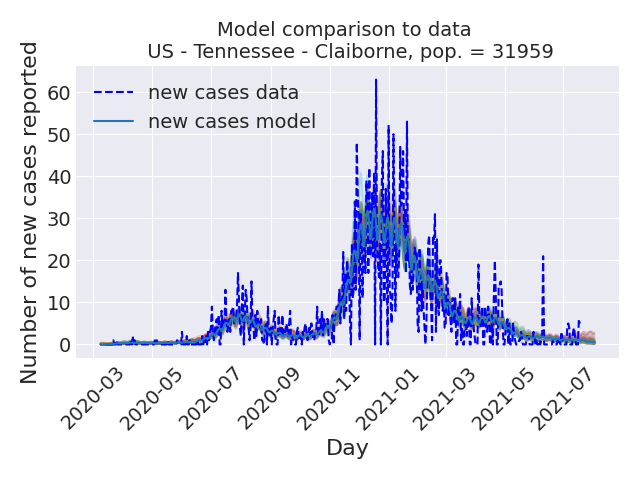 Model comparison to data
US - Tennessee - Claiborne, pop. = 31959
Number of new cases reported
60
50
40
30
20
10
0
new cases data
new cases model
2020-03
2020-05
2020-07
2020-09
2020-11
2021-01
2021-03
2021-05
2021-07
Day